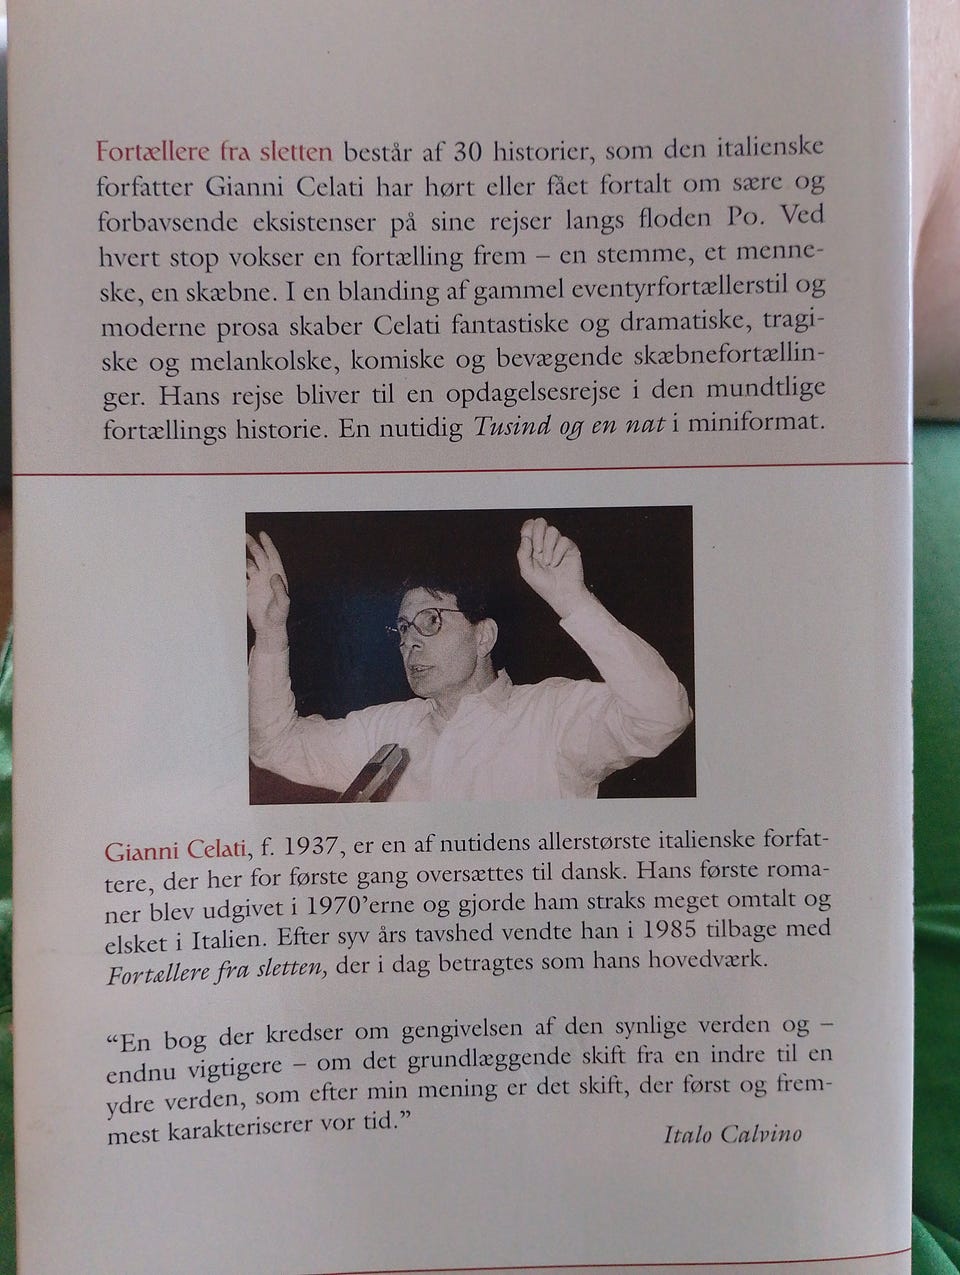 Fortællere fra sletten består af 30 historier, som den italienske
forfatter Gianni Celati har hørt eller fået fortalt om sære og
forbavsende eksistenser på sine rejser langs floden Po. Ved
hvert stop vokser en fortælling frem – en stemme, et menne-
ske, en skæbne. I en blanding af gammel eventyrfortællerstil og
moderne prosa skaber Celati fantastiske og dramatiske, tragi-
ske og melankolske, komiske og bevægende skæbnefortællin-
ger. Hans rejse bliver til en opdagelsesrejse i den mundtlige
fortællings historie. En nutidig Tusind og en nat i miniformat.
Gianni Celati, f. 1937, er en af nutidens allerstørste italienske forfat-
tere, der her for første gang oversættes til dansk. Hans første roma-
ner blev udgivet i 1970’erne og gjorde ham straks meget omtalt og
elsket i Italien. Efter syv års tavshed vendte han i 1985 tilbage med
Fortællere fra sletten, der i dag betragtes som hans hovedværk.
“En bog der kredser om gengivelsen af den synlige verden og –
endnu vigtigere – om det grundlæggende skift fra en indre til en
ydre verden, som efter min mening er det skift, der først og frem-
mest karakteriserer vor tid.”
Italo Calvino